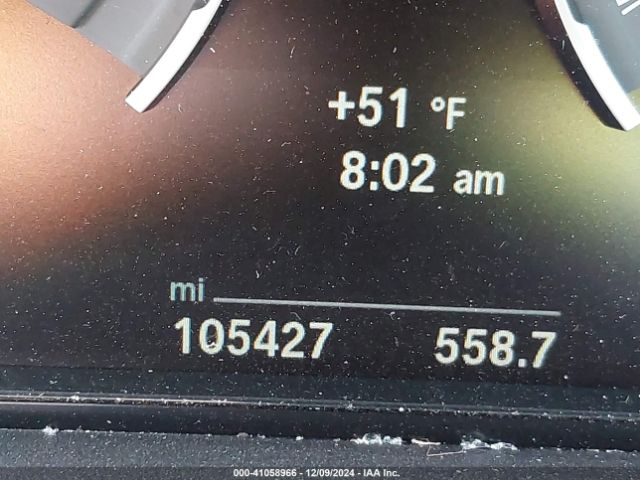 +51 °F
8:02 am
mi
105427 558.7
000-41058966 - 12/09/2024 - IAA Inc.